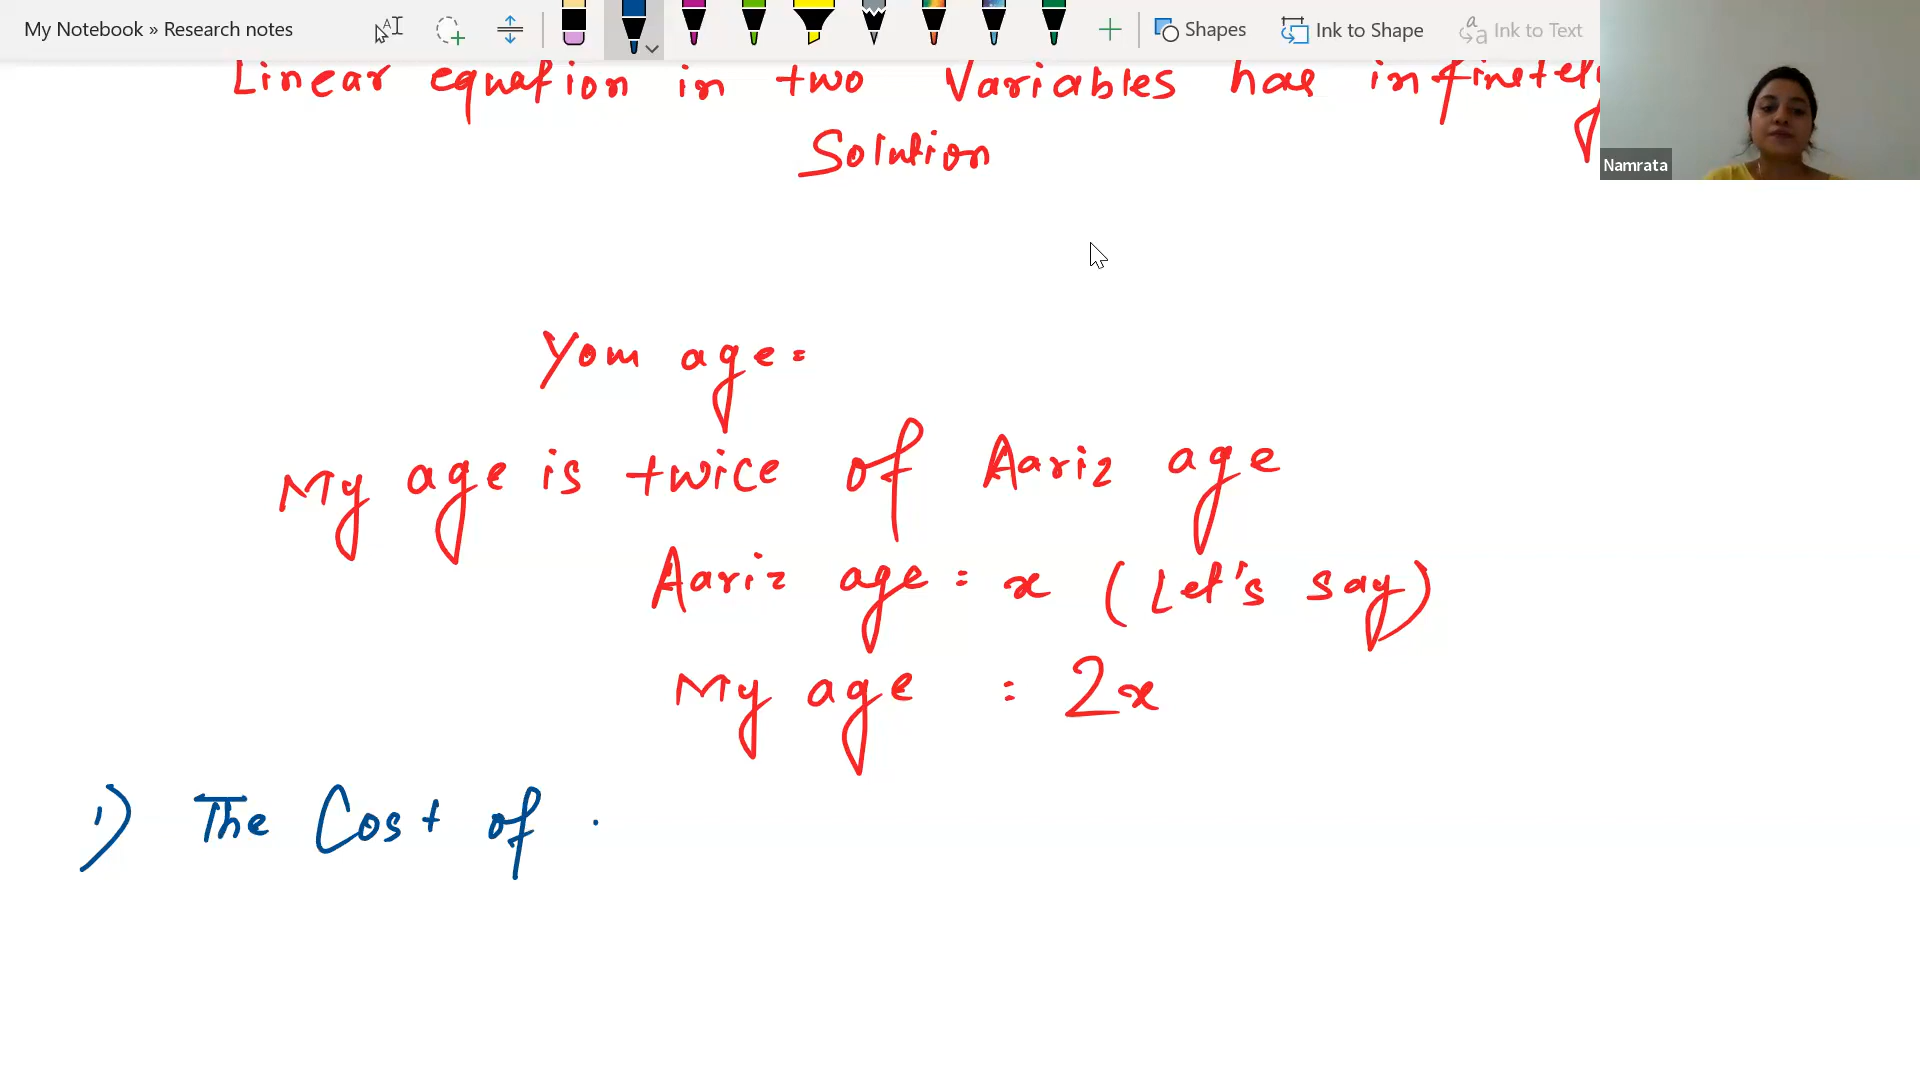 My Notebook » Research notes
Shapes
Ink to Shape
Ink to Text
Linear equation in two Variables has infinitely
Solution
Namrata
Your age =
My age is twice of Aariz age
Aariz age = x (Let's say)
My age = 2x
1) The Cost of